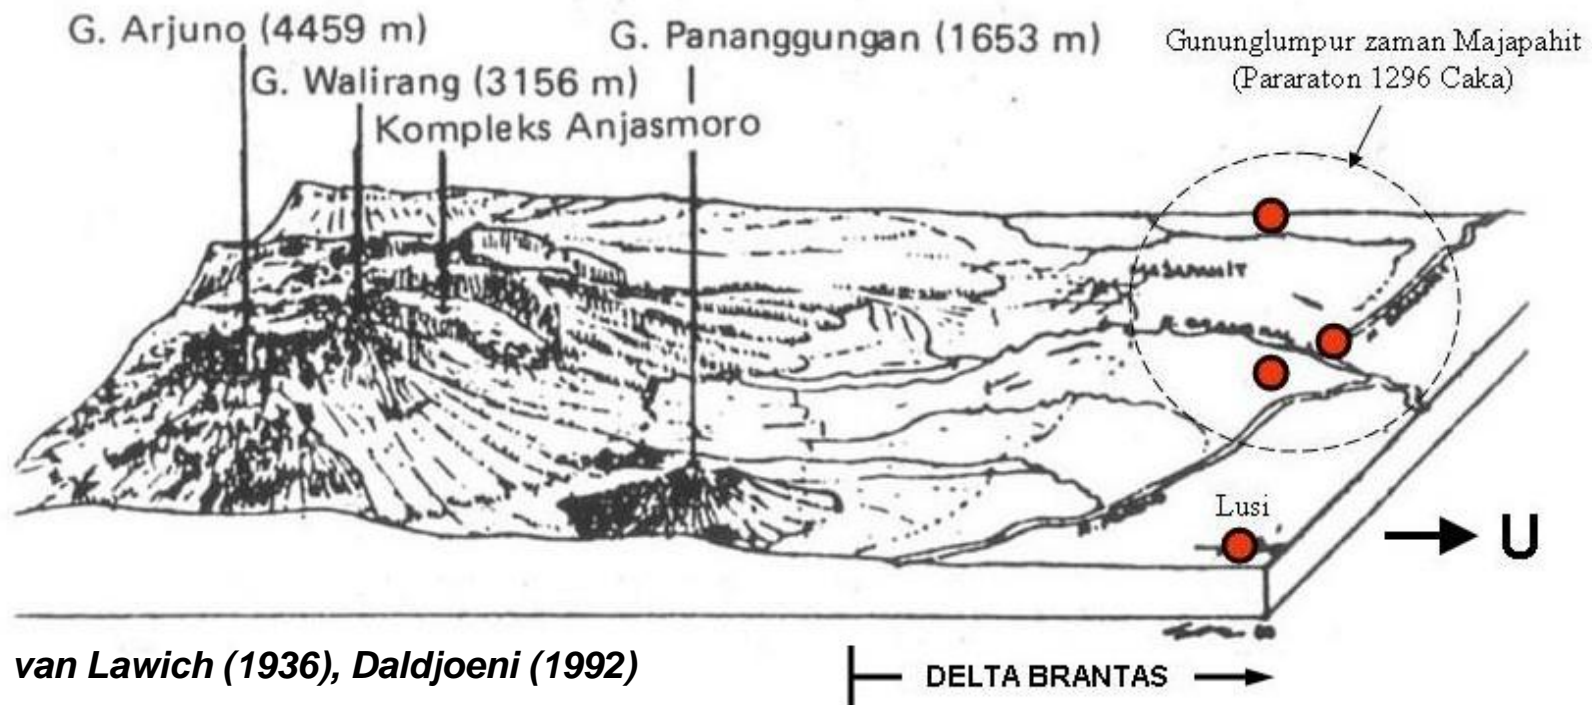 G. Arjuno (4459 m)
G. Walirang (3156 m)
Kompleks Anjasmoro
G. Pananggungan (1653 m)
Gununglumpur zaman Majapahit
(Pararaton 1296 Caka)
MAJAPAHIT
Lusi
U
van Lawich (1936), Daldjoeni (1992)
DELTA BRANTAS